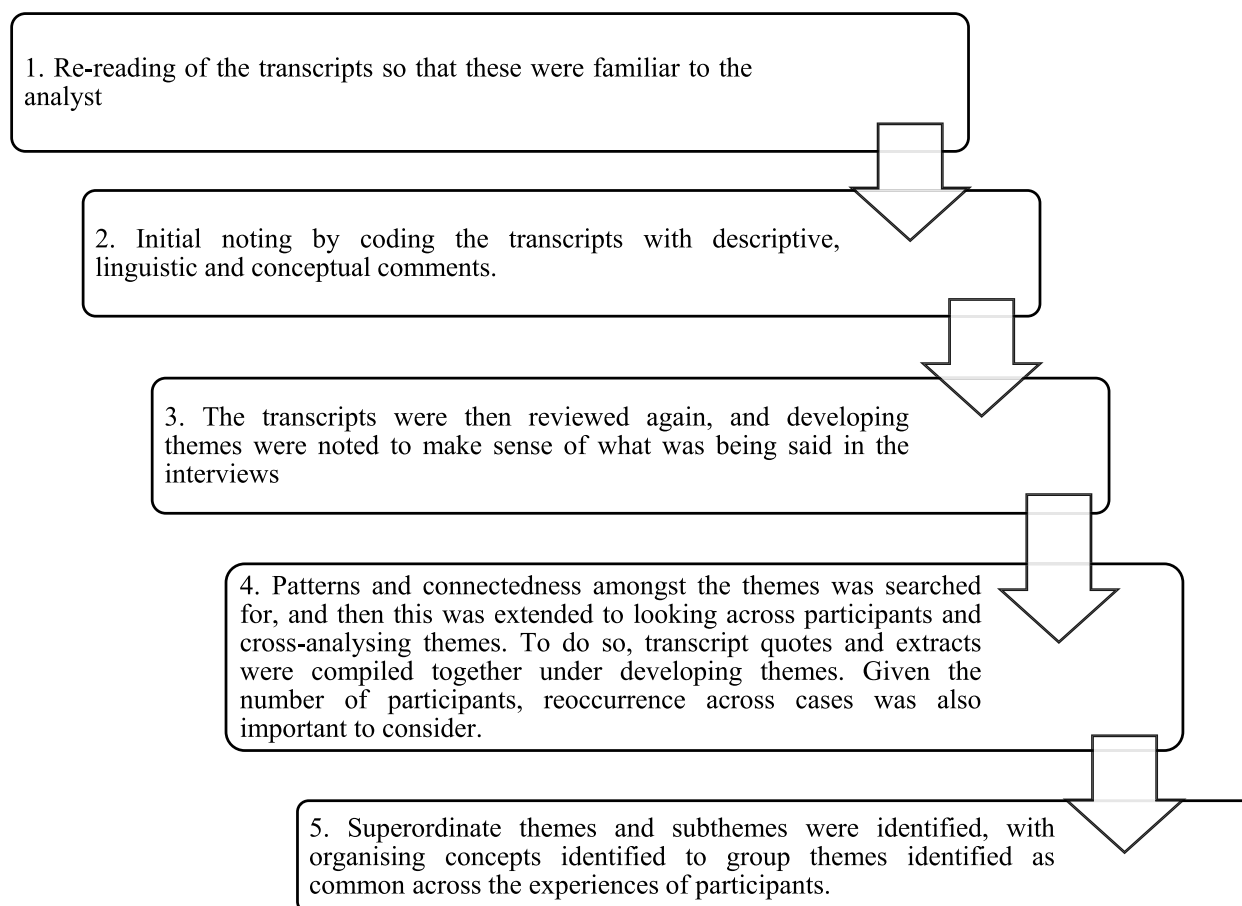 1. Re-reading of the transcripts so that these were familiar to the
analyst
2. Initial noting by coding the transcripts with descriptive,
linguistic and conceptual comments.
3. The transcripts were then reviewed again, and developing
themes were noted to make sense of what was being said in the
interviews
4. Patterns and connectedness amongst the themes was searched
for, and then this was extended to looking across participants and
cross-analysing themes. To do so, transcript quotes and extracts
were compiled together under developing themes. Given the
number of participants, reoccurrence across cases was also
important to consider.
5. Superordinate themes and subthemes were identified, with
organising concepts identified to group themes identified as
common across the experiences of participants.